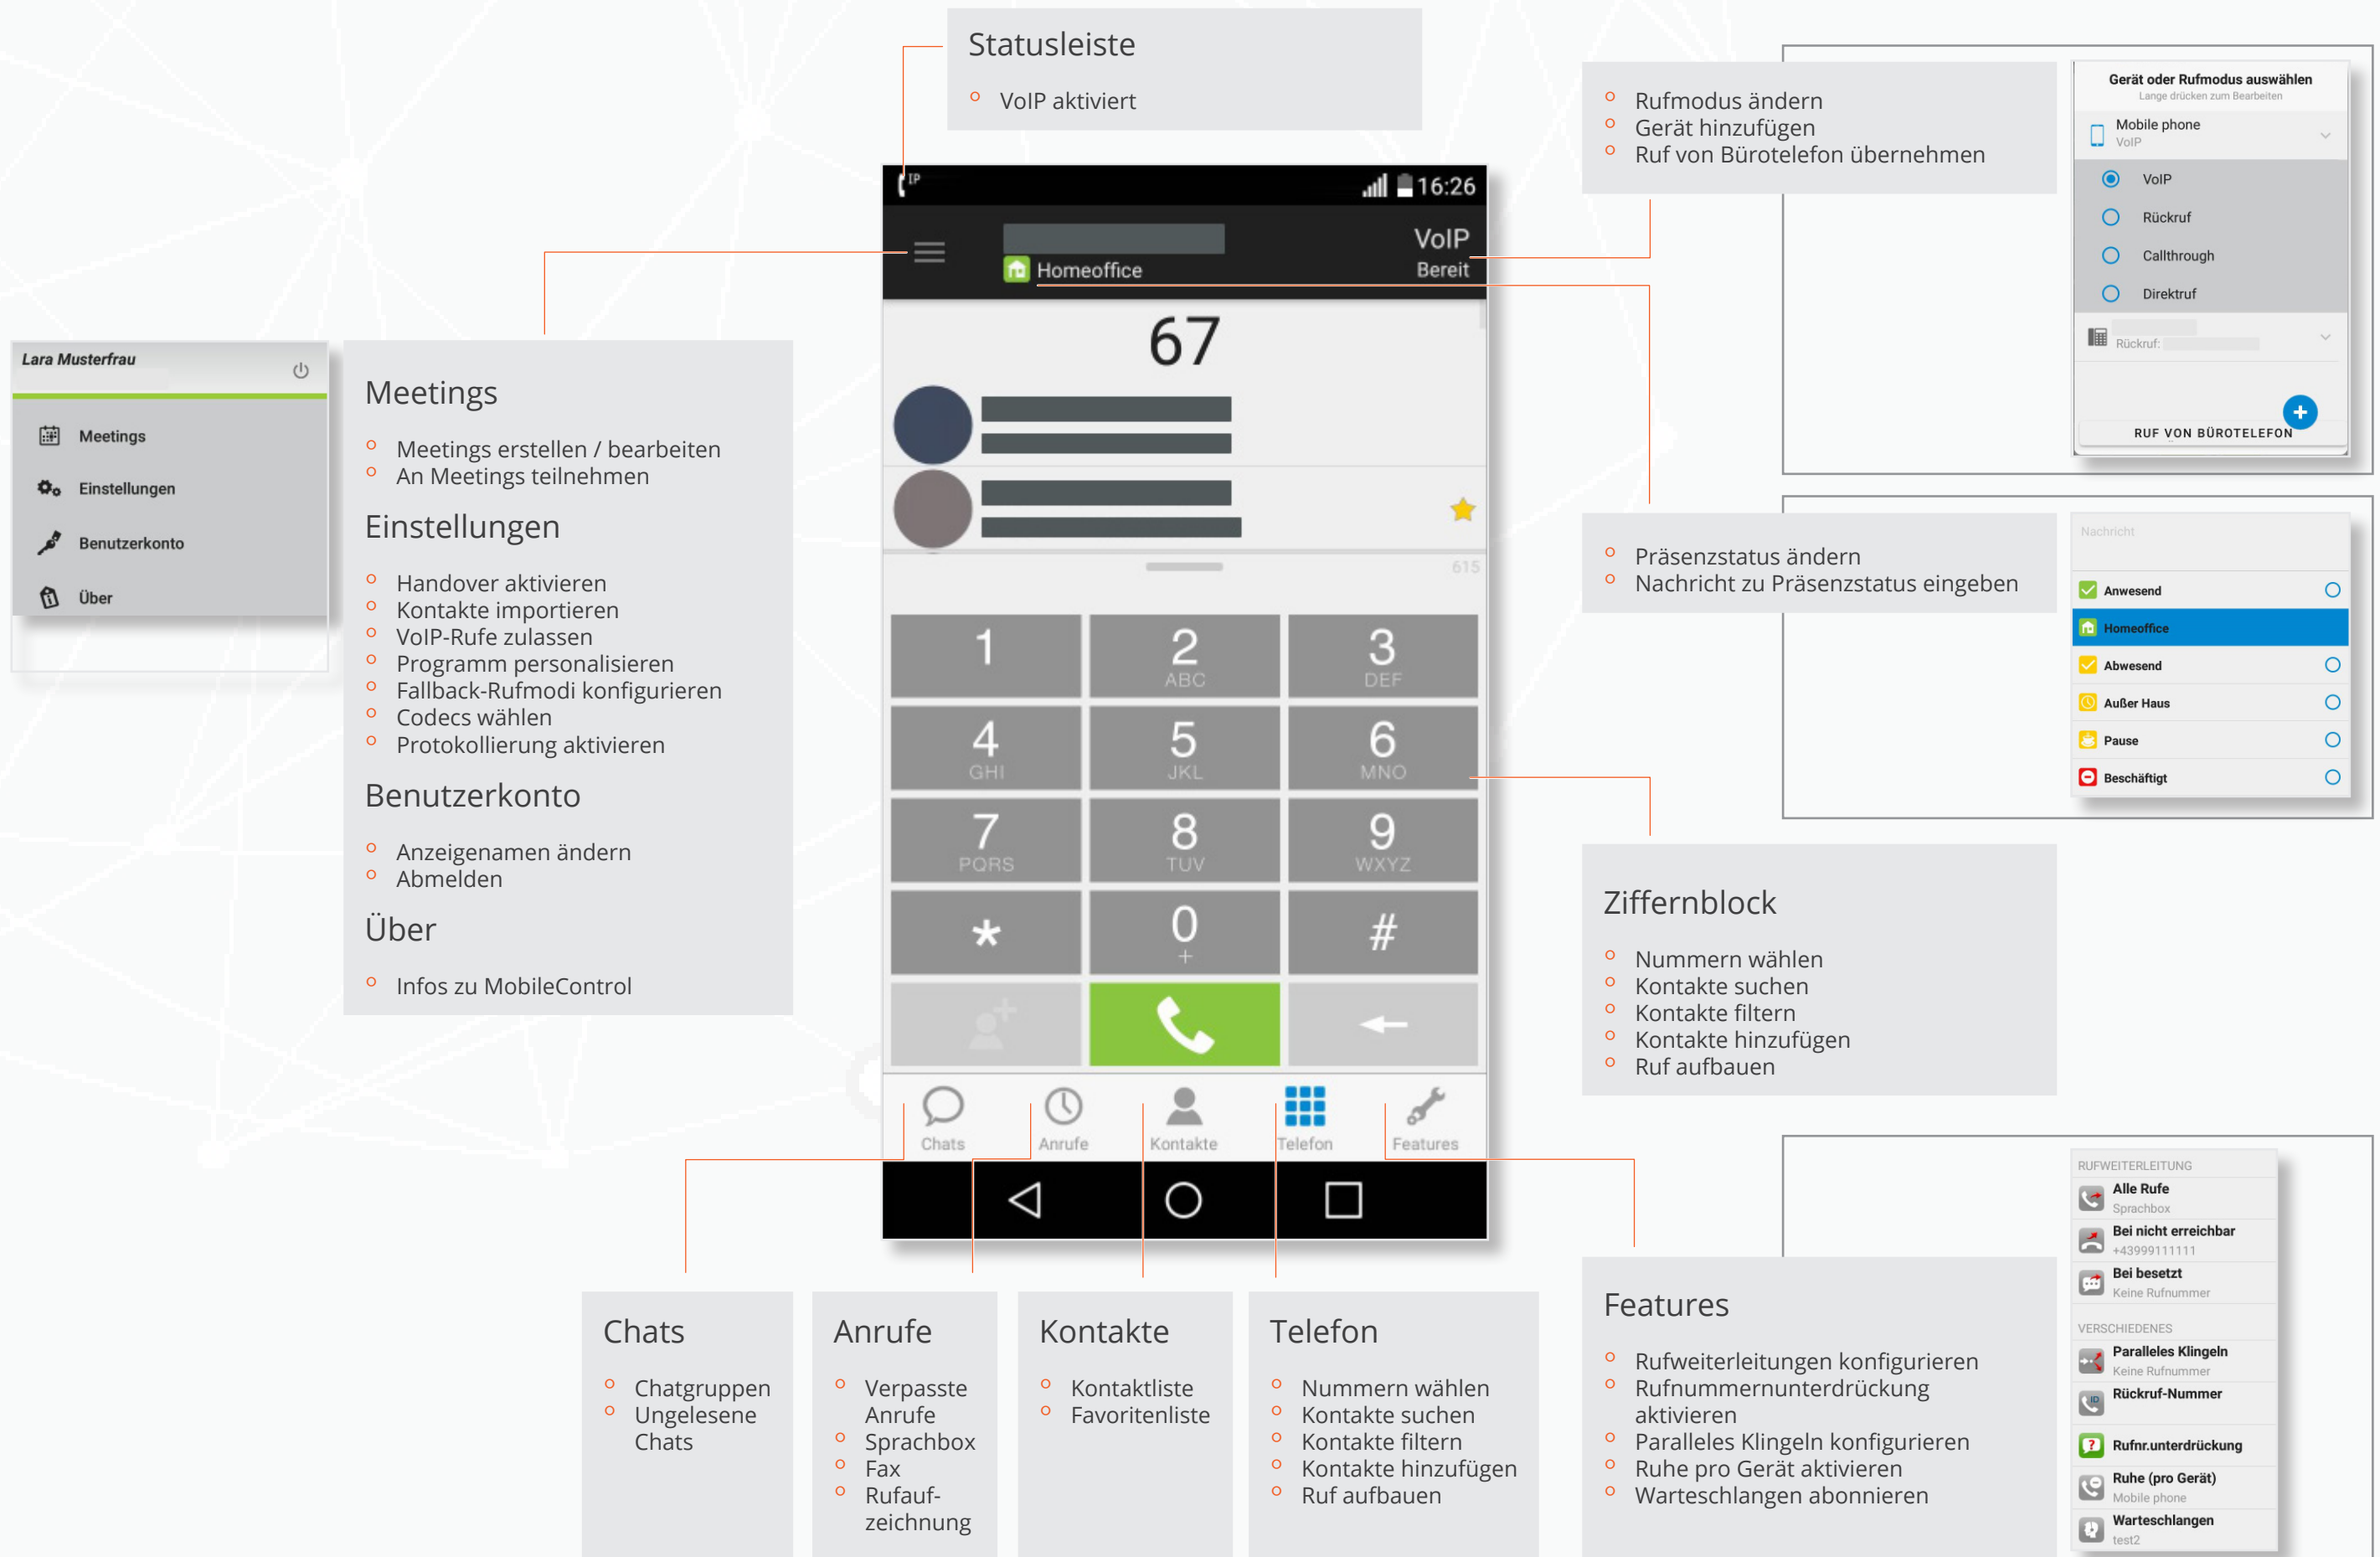 Statusleiste
VoIP aktiviert
Rufmodus ändern
Gerät hinzufügen
Ruf von Bürotelefon übernehmen
Gerät oder Rufmodus auswählen
Lange drücken zum Bearbeiten
Mobile phone
VoIP
VoIP
Rückruf
Callthrough
Direktruf
Rückruf:
RUF VON BÜROTELEFON
IP
16:26
VoIP
Homeoffice
Bereit
67
615
1
2
3
ABC
DEF
4
5
6
GHI
JKL
MNO
7
8
9
PQRS
TUV
WXYZ
*
0
#
+
Chats
Anrufe
Kontakte
Telefon
Features
Lara Musterfrau
Meetings
Einstellungen
Benutzerkonto
Über
Meetings
Meetings erstellen / bearbeiten
An Meetings teilnehmen
Einstellungen
Handover aktivieren
Kontakte importieren
VoIP-Rufe zulassen
Programm personalisieren
Fallback-Rufmodi konfigurieren
Codecs wählen
Protokollierung aktivieren
Benutzerkonto
Anzeigenamen ändern
Abmelden
Über
Infos zu MobileControl
Präsenzstatus ändern
Nachricht zu Präsenzstatus eingeben
Nachricht
Anwesend
Homeoffice
Abwesend
Außer Haus
Pause
Beschäftigt
Ziffernblock
Nummern wählen
Kontakte suchen
Kontakte filtern
Kontakte hinzufügen
Ruf aufbauen
Chats
Chatgruppen
Ungelesene
Chats
Anrufe
Verpasste
Anrufe
Sprachbox
Fax
Rufauf-
zeichnung
Kontakte
Kontaktliste
Favoritenliste
Telefon
Nummern wählen
Kontakte suchen
Kontakte filtern
Kontakte hinzufügen
Ruf aufbauen
Features
Rufweiterleitungen konfigurieren
Rufnummernunterdrückung
aktivieren
Paralleles Klingeln konfigurieren
Ruhe pro Gerät aktivieren
Warteschlangen abonnieren
RUFWEITERLEITUNG
Alle Rufe
Sprachbox
Bei nicht erreichbar
+43999111111
Bei besetzt
Keine Rufnummer
VERSCHIEDENES
Paralleles Klingeln
Keine Rufnummer
Rückruf-Nummer
Rufnr.unterdrückung
Ruhe (pro Gerät)
Mobile phone
Warteschlangen
test2